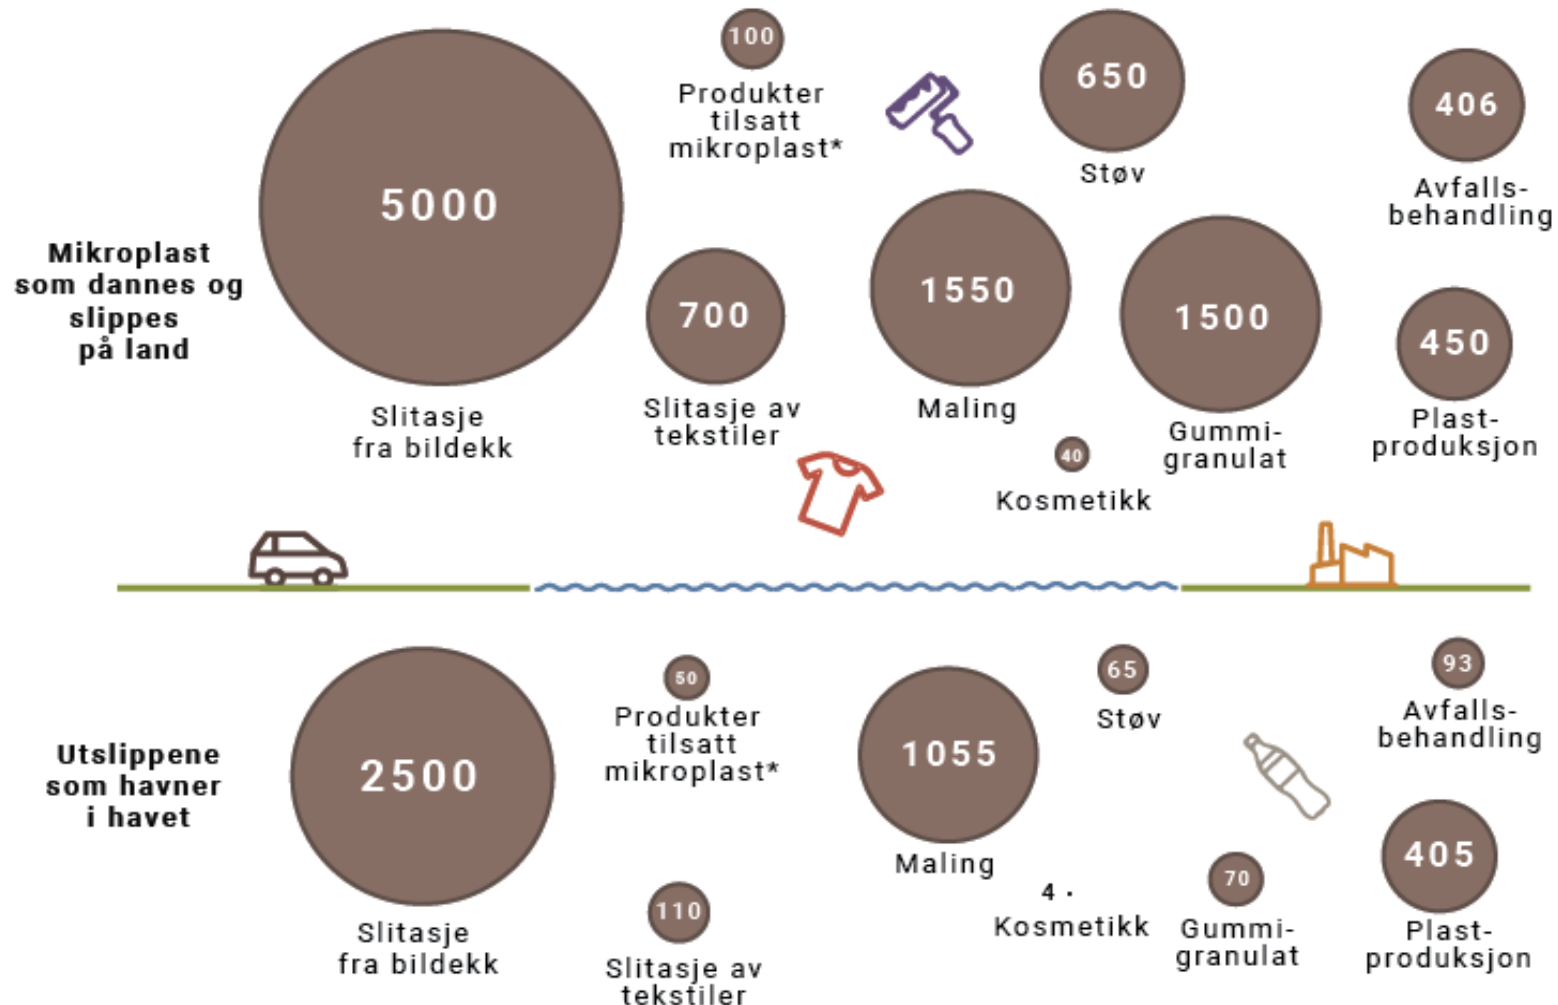 Mikroplast
som dannes og
slippes
på land
5000
Slitasje
fra bildekk
100
Produkter
tilsatt
mikroplast*
700
Slitasje av
tekstiler
1550
Maling
40
Kosmetikk
650
Støv
1500
Gummi-
granulat
406
Avfalls-
behandling
450
Plast-
produksjon
Utslippene
som havner
i havet
2500
Slitasje
fra bildekk
50
Produkter
tilsatt
mikroplast*
110
Slitasje av
tekstiler
1055
Maling
4
Kosmetikk
65
Støv
70
Gummi-
granulat
93
Avfalls-
behandling
405
Plast-
produksjon